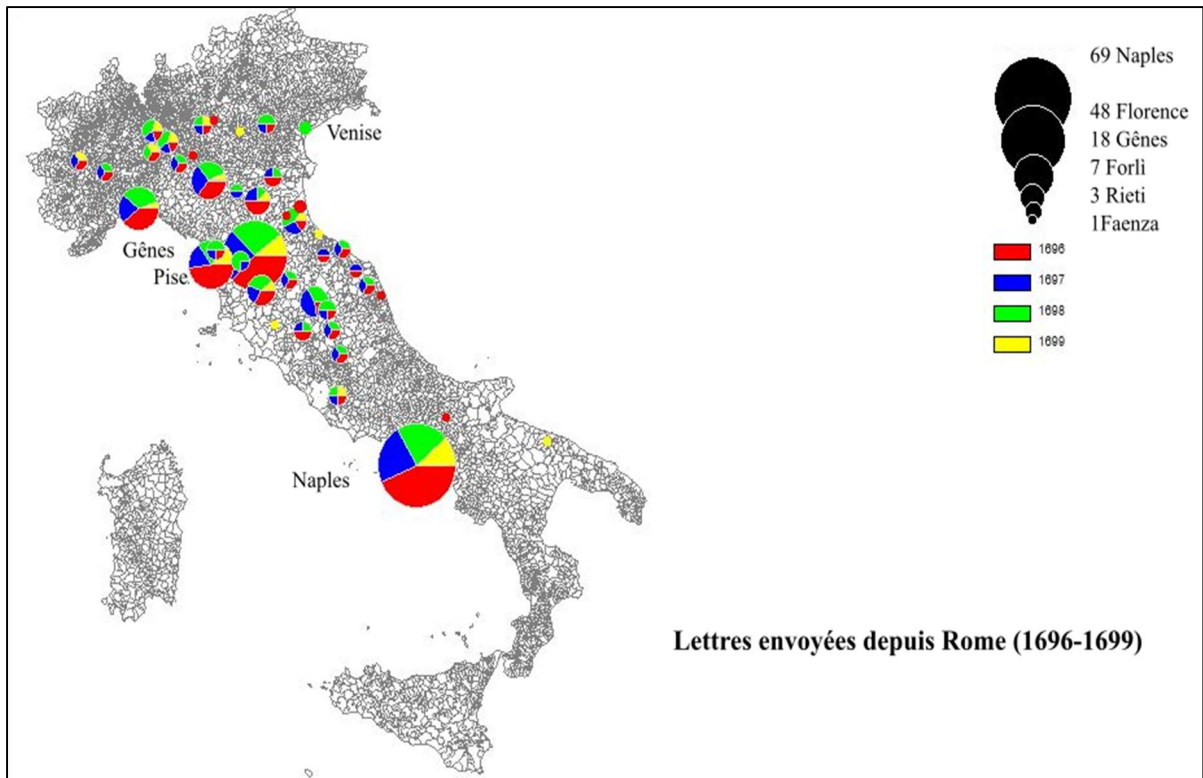 69 Naples
48 Florence
18 Gênes
7 Forlì
3 Rieti
1Faenza
1696
1697
1698
1699
Venise
Gênes
Pise
Naples
Lettres envoyées depuis Rome (1696-1699)